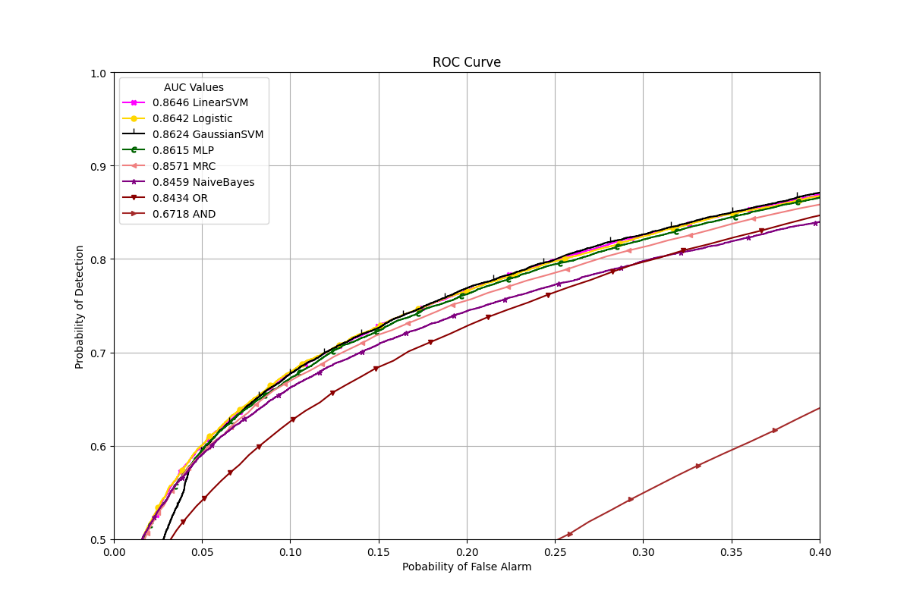 ROC Curve
AUC Values
0.8646 LinearSVM
0.8642 Logistic
0.8624 GaussianSVM
0.8615 MLP
0.8571 MRC
0.8459 NaiveBayes
0.8434 OR
0.6718 AND
Probability of Detection
1.0
0.9
0.8
0.7
0.6
0.5
0.00 0.05 0.10 0.15 0.20 0.25 0.30 0.35 0.40
Pobability of False Alarm